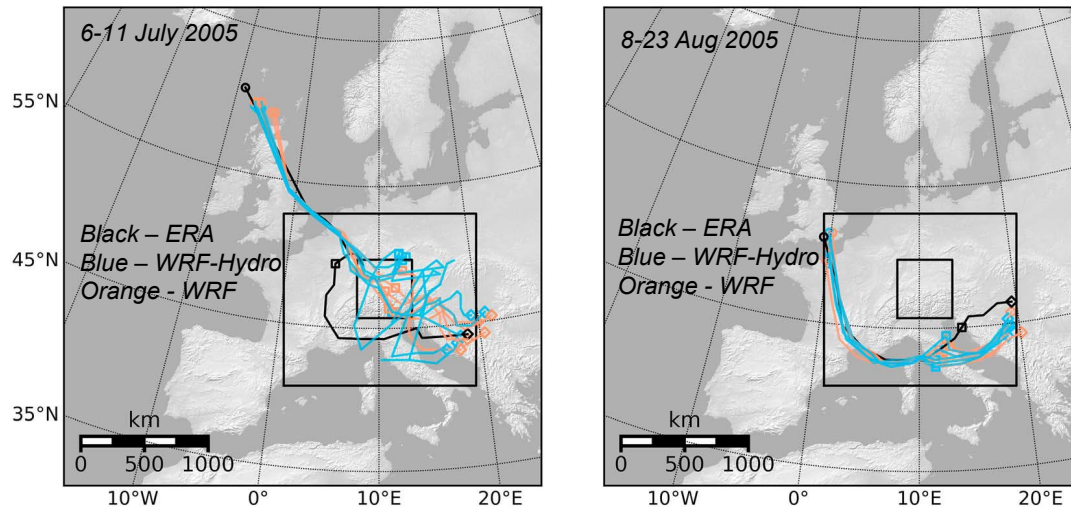 6-11 July 2005
55°N
Black – ERA
45°N
Blue – WRF-Hydro
Orange - WRF
35°N
km
0 500 1000
10°W 0° 10°E 20°E
8-23 Aug 2005
Black – ERA
Blue – WRF-Hydro
Orange - WRF
km
0 500 1000
10°W 0° 10°E 20°E